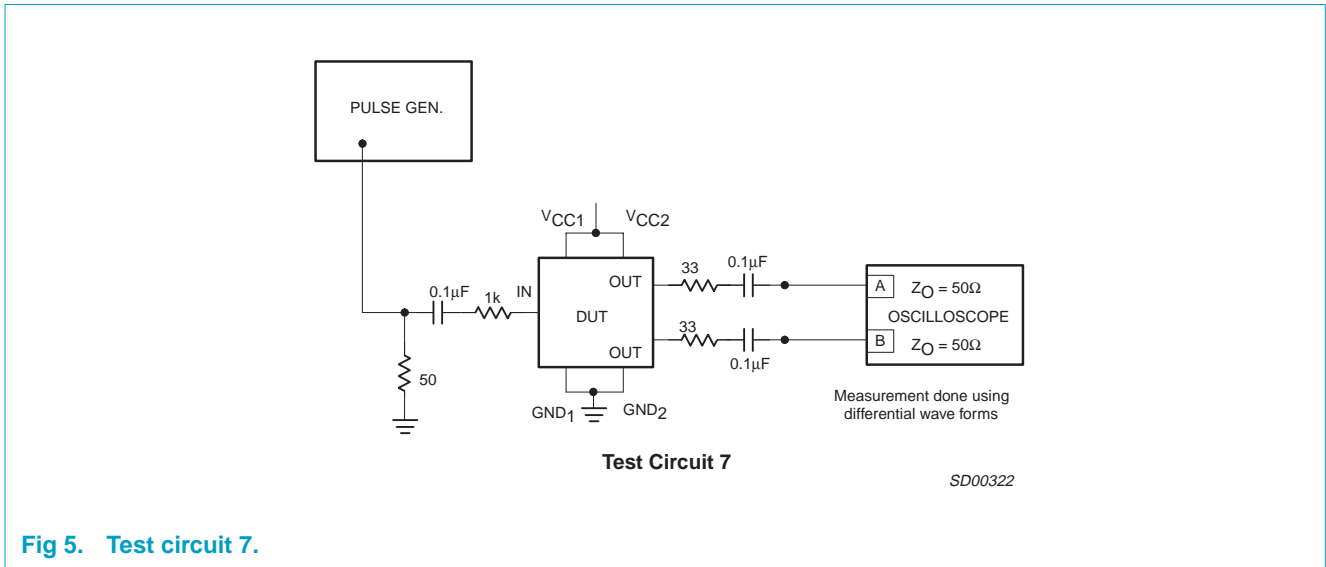 PULSE GEN.
VCC1 VCC2
33
0.1μF
OUT
A ZO = 50Ω
0.1μF
1k
IN
DUT
OSCILLOSCOPE
33
B ZO = 50Ω
OUT
0.1μF
50
GND1
GND2
Measurement done using
differential wave forms
Test Circuit 7
SD00322
Fig 5. Test circuit 7.